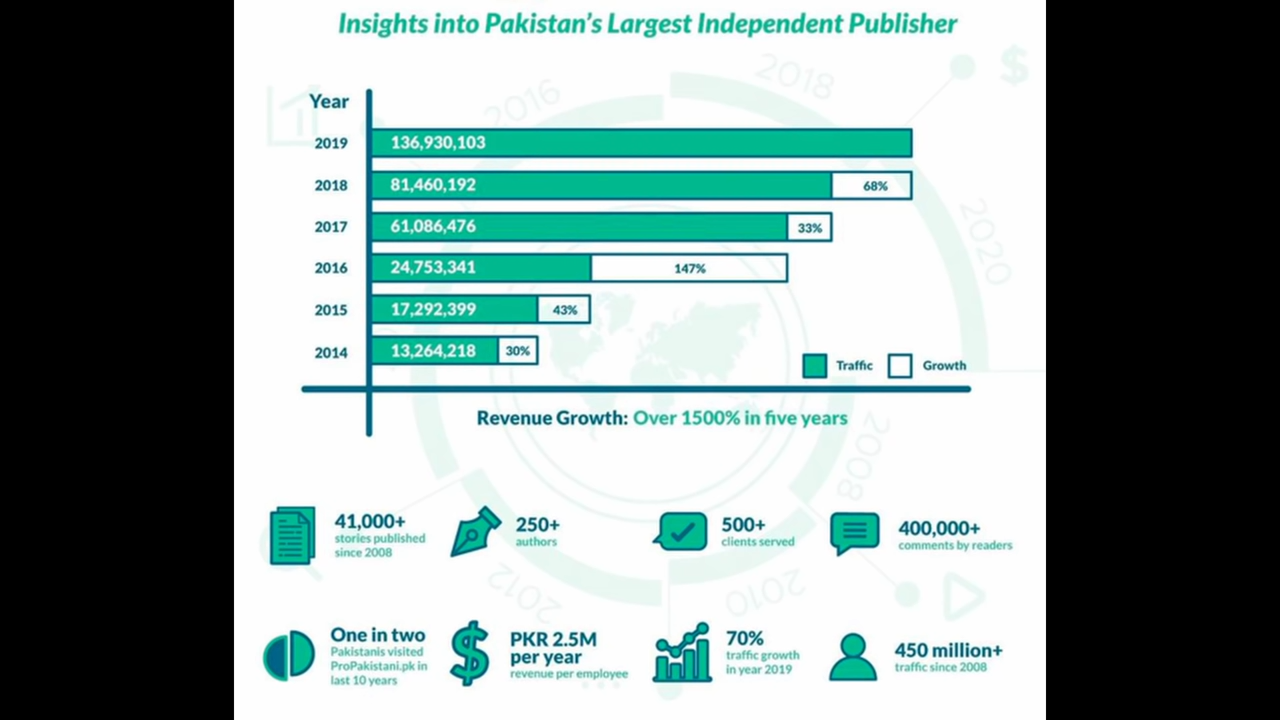 Insights into Pakistan's Largest Independent Publisher
Year
2019 136,930,103
2018 81,460,192 68%
2017 61,086,476 33%
2016 24,753,341 147%
2015 17,292,399 43%
2014 13,264,218 30%
Traffic Growth
Revenue Growth: Over 1500% in five years
41,000+
stories published
since 2008
250+
authors
500+
clients served
400,000+
comments by readers
One in two
Pakistanis visited
ProPakistani.pk in
last 10 years
PKR 2.5M
per year
revenue per employee
70%
traffic growth
in year 2019
450 million+
traffic since 2008
2016
2018
2020
2008
2010
2012
$